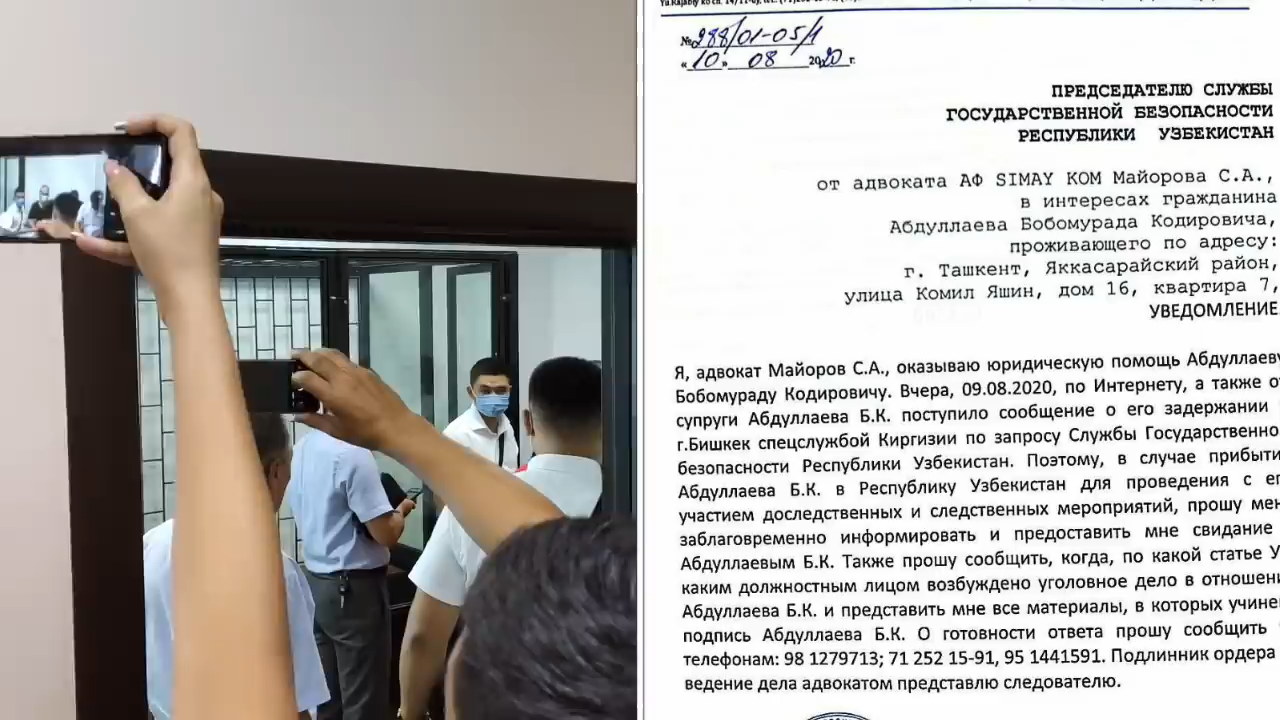 № 288/01-05/1
«10» 08 2020 г.
ПРЕДСЕДАТЕЛЮ СЛУЖБЫ
ГОСУДАРСТВЕННОЙ БЕЗОПАСНОСТИ
РЕСПУБЛИКИ УЗБЕКИСТАН
от адвоката АФ SIMAY KOM Майорова С.А.,
в интересах гражданина
Абдуллаева Бобомурада Кодировича,
проживающего по адресу:
г. Ташкент, Яккасарайский район,
улица Комил Яшин, дом 16, квартира 7,
УВЕДОМЛЕНИЕ
Я, адвокат Майоров С.А., оказываю юридическую помощь Абдуллаеву
Бобомураду Кодировичу. Вчера, 09.08.2020, по Интернету, а также о
супруги Абдуллаева Б.К. поступило сообщение о его задержании
г.Бишкек спецслужбой Киргизии по запросу Службы Государственно
безопасности Республики Узбекистан. Поэтому, в случае прибыти
Абдуллаева Б.К. в Республику Узбекистан для проведения с ег
участием доследственных и следственных мероприятий, прошу мен
заблаговременно информировать и предоставить мне свидание
Абдуллаевым Б.К. Также прошу сообщить, когда, по какой статье У
каким должностным лицом возбуждено уголовное дело в отношени
Абдуллаева Б.К. и представить мне все материалы, в которых учине
подпись Абдуллаева Б.К. О готовности ответа прошу сообщить
телефонам: 98 1279713; 71 252 15-91, 95 1441591. Подлинник ордера
ведение дела адвокатом представлю следователю.